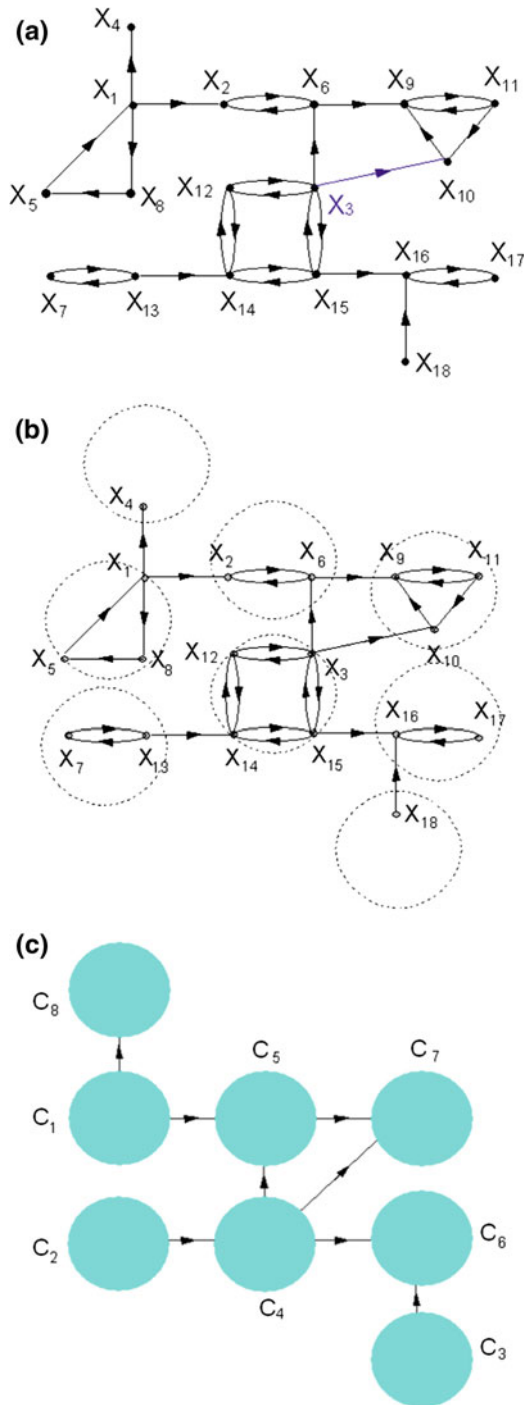 (a)
X₄
X₁ X₂ X₆ X₉ X₁₁
X₅ X₈ X₁₂ X₃ X₁₀
X₁₆ X₁₇
X₇ X₁₃ X₁₄ X₁₅
X₁₈
(b)
X₄
X₁ X₂ X₆ X₉ X₁₁
X₅ X₈ X₁₂ X₃ X₁₀
X₁₆ X₁₇
X₇ X₁₃ X₁₄ X₁₅
X₁₈
(c)
C₈
C₅ C₇
C₁
C₂ C₆
C₄
C₃